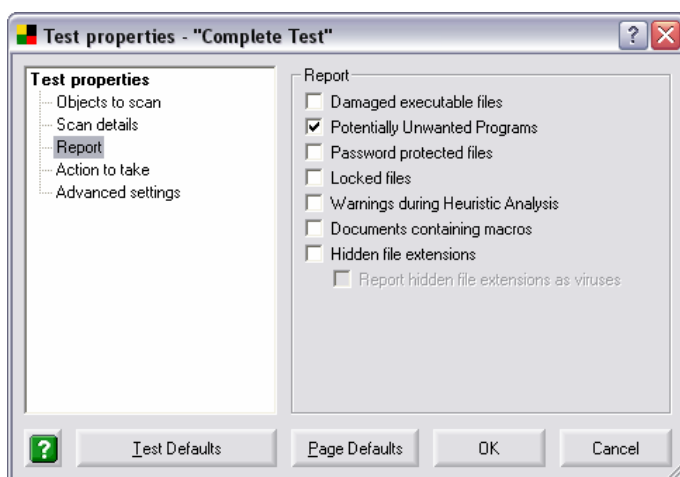 Test properties - "Complete Test"
Test properties
Objects to scan
Scan details
Report
Action to take
Advanced settings
Report
Damaged executable files
Potentially Unwanted Programs
Password protected files
Locked files
Warnings during Heuristic Analysis
Documents containing macros
Hidden file extensions
Report hidden file extensions as viruses
Test Defaults
Page Defaults
OK
Cancel